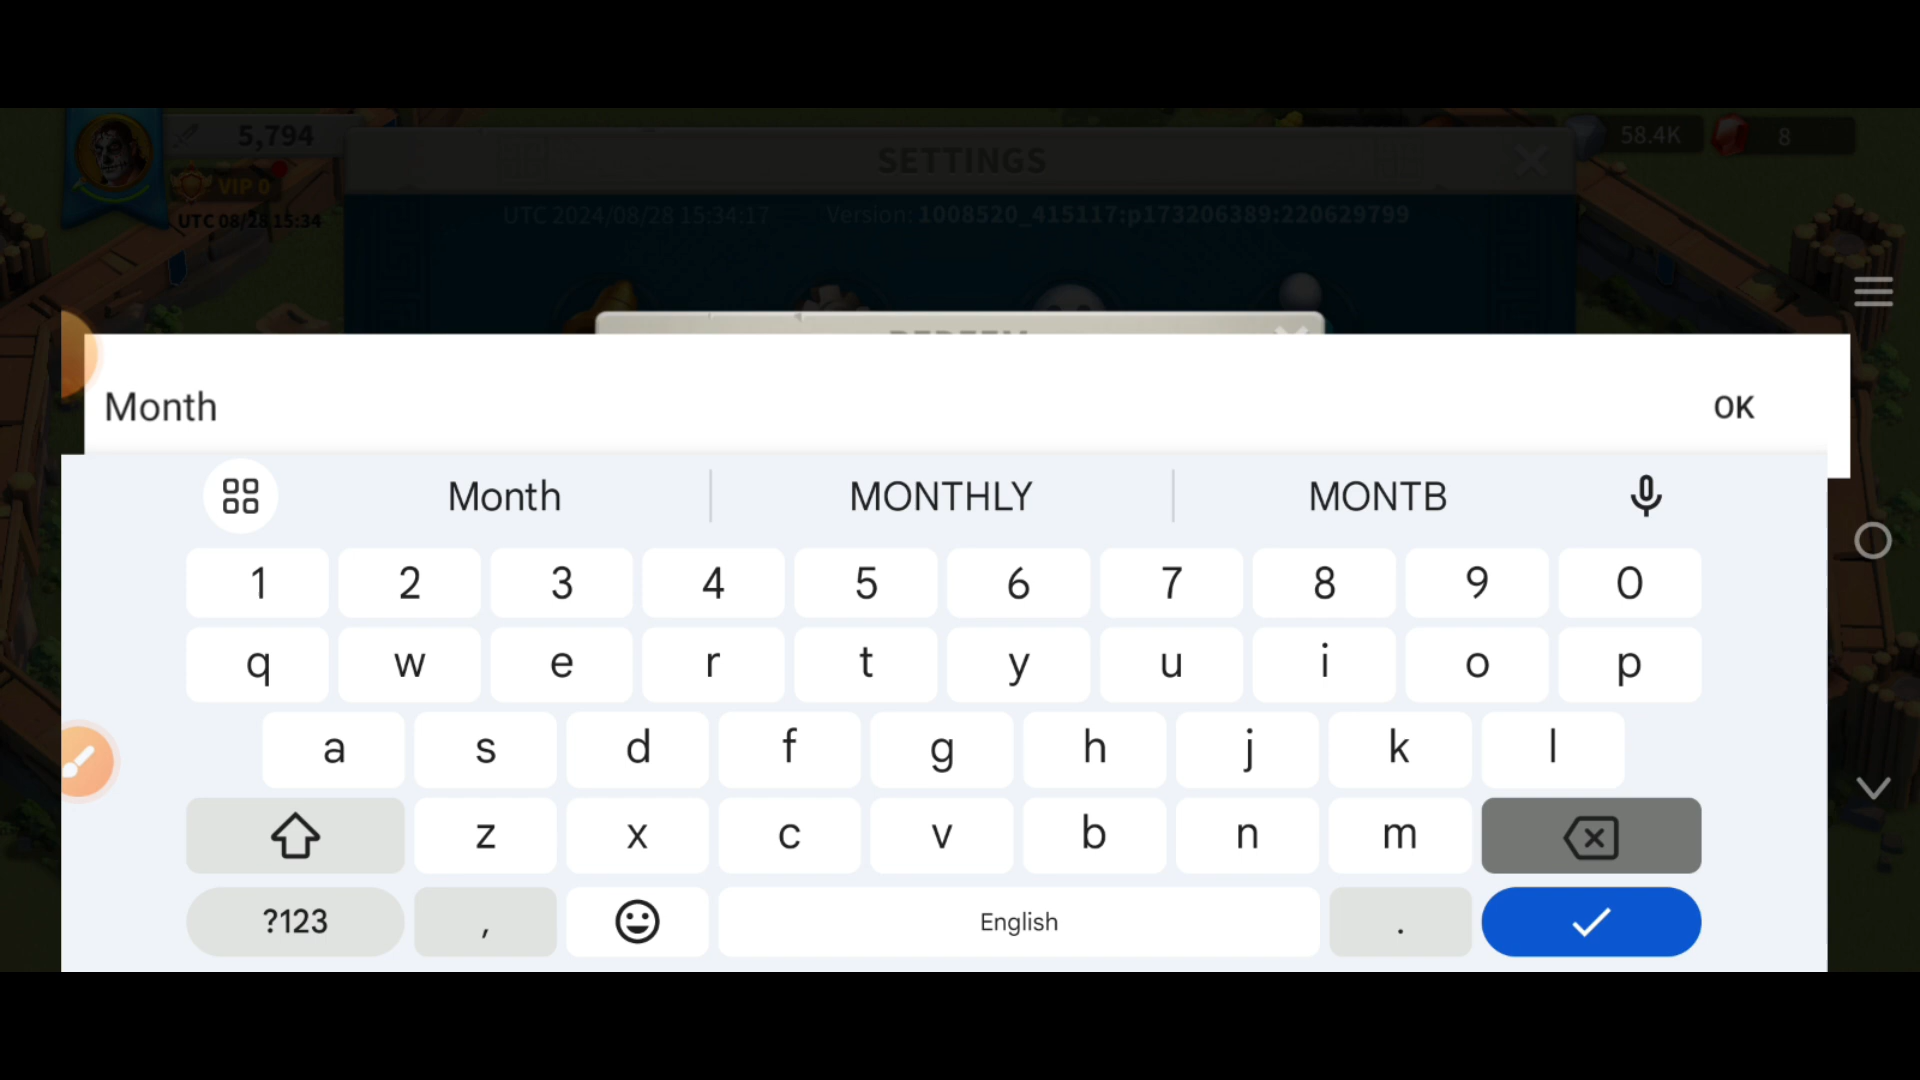 5,794
SETTINGS
58.4K
8
VIP 0
UTC 08/28 15:34
UTC 2024/08/28 15:34:17
Version: 1008520_415117:p173206389:220629799
REDEEM
Month
OK
Month
MONTHLY
MONTB
1 2 3 4 5 6 7 8 9 0
q w e r t y u i o p
a s d f g h j k l
z x c v b n m
?123 , English .